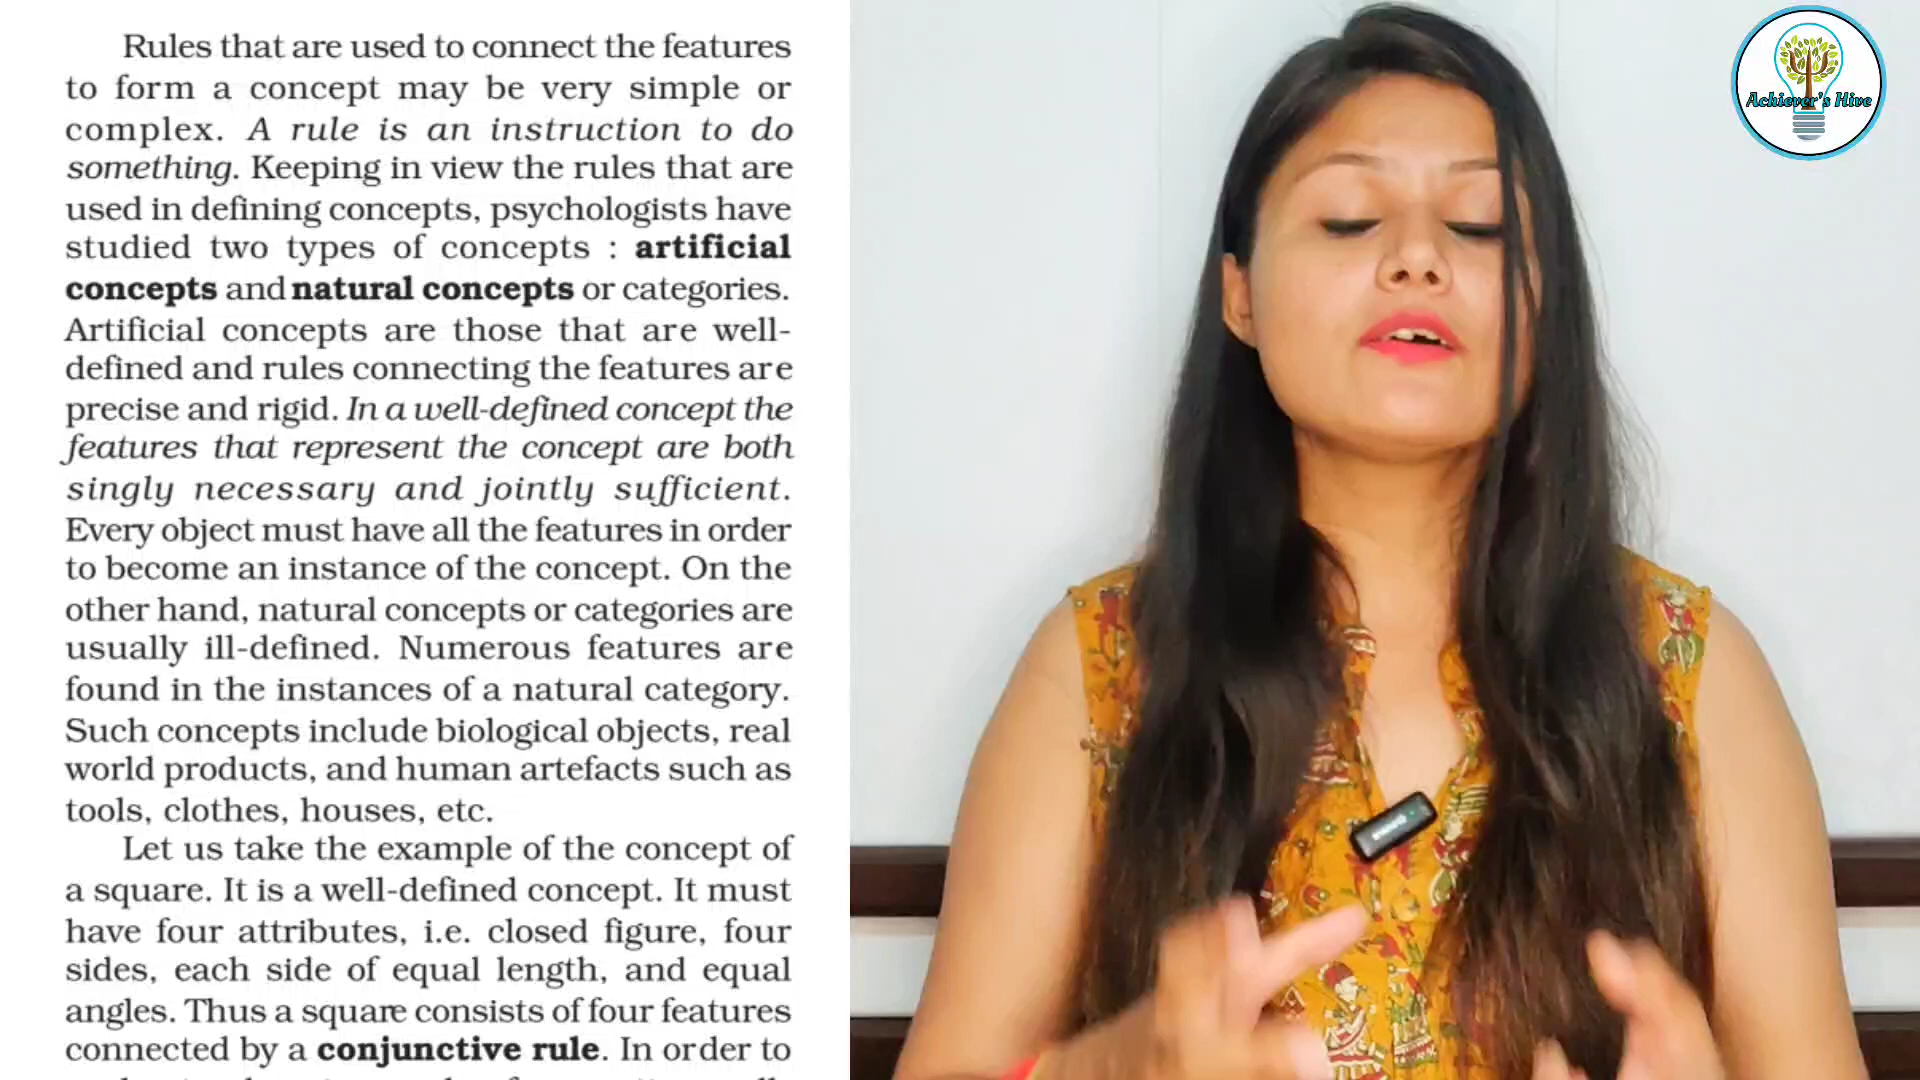 Rules that are used to connect the features
to form a concept may be very simple or
complex. A rule is an instruction to do
something. Keeping in view the rules that are
used in defining concepts, psychologists have
studied two types of concepts : artificial
concepts and natural concepts or categories.
Artificial concepts are those that are well-
defined and rules connecting the features are
precise and rigid. In a well-defined concept the
features that represent the concept are both
singly necessary and jointly sufficient.
Every object must have all the features in order
to become an instance of the concept. On the
other hand, natural concepts or categories are
usually ill-defined. Numerous features are
found in the instances of a natural category.
Such concepts include biological objects, real
world products, and human artefacts such as
tools, clothes, houses, etc.
Let us take the example of the concept of
a square. It is a well-defined concept. It must
have four attributes, i.e. closed figure, four
sides, each side of equal length, and equal
angles. Thus a square consists of four features
connected by a conjunctive rule. In order to
Achiever's Hive